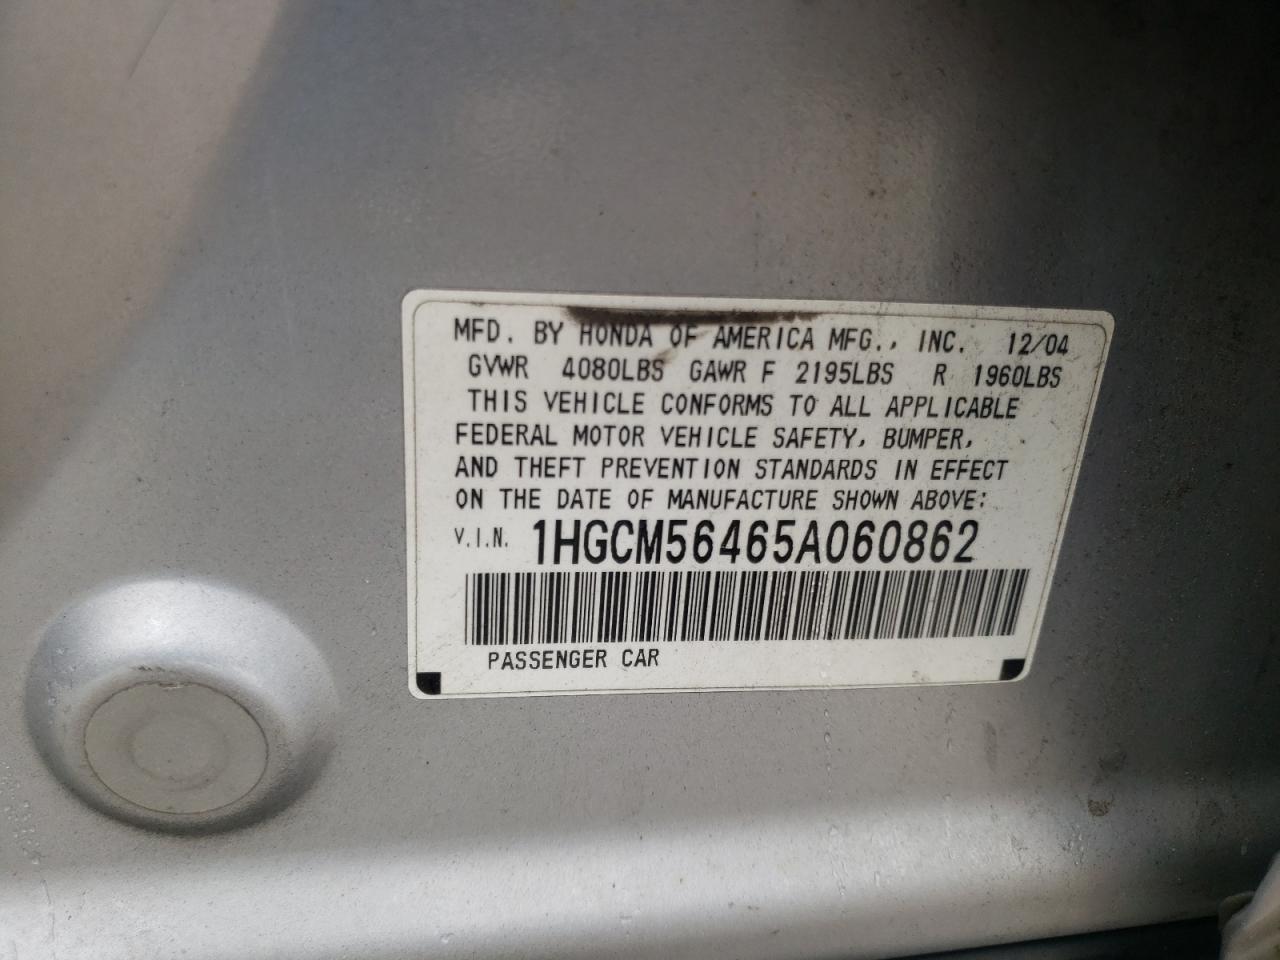 MFD. BY HONDA OF AMERICA MFG., INC. 12/04
GVWR 4080LBS GAWR F 2195LBS R 1960LBS
THIS VEHICLE CONFORMS TO ALL APPLICABLE
FEDERAL MOTOR VEHICLE SAFETY, BUMPER,
AND THEFT PREVENTION STANDARDS IN EFFECT
ON THE DATE OF MANUFACTURE SHOWN ABOVE:
V.I.N. 1HGCM56465A060862
PASSENGER CAR